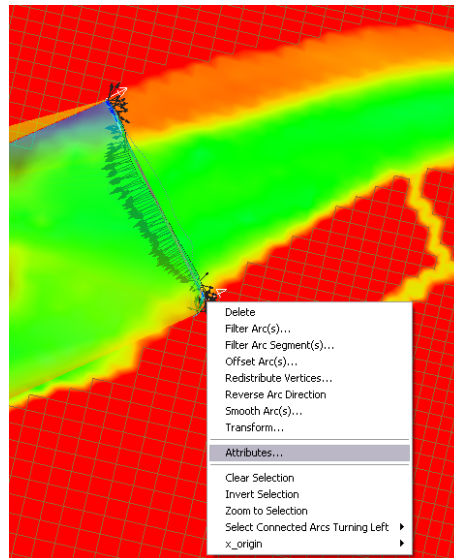 Delete
Filter Arc(s)...
Filter Arc Segment(s)...
Offset Arc(s)...
Redistribute Vertices...
Reverse Arc Direction
Smooth Arc(s)...
Transform...
Attributes...
Clear Selection
Invert Selection
Zoom to Selection
Select Connected Arcs Turning Left
x_origin